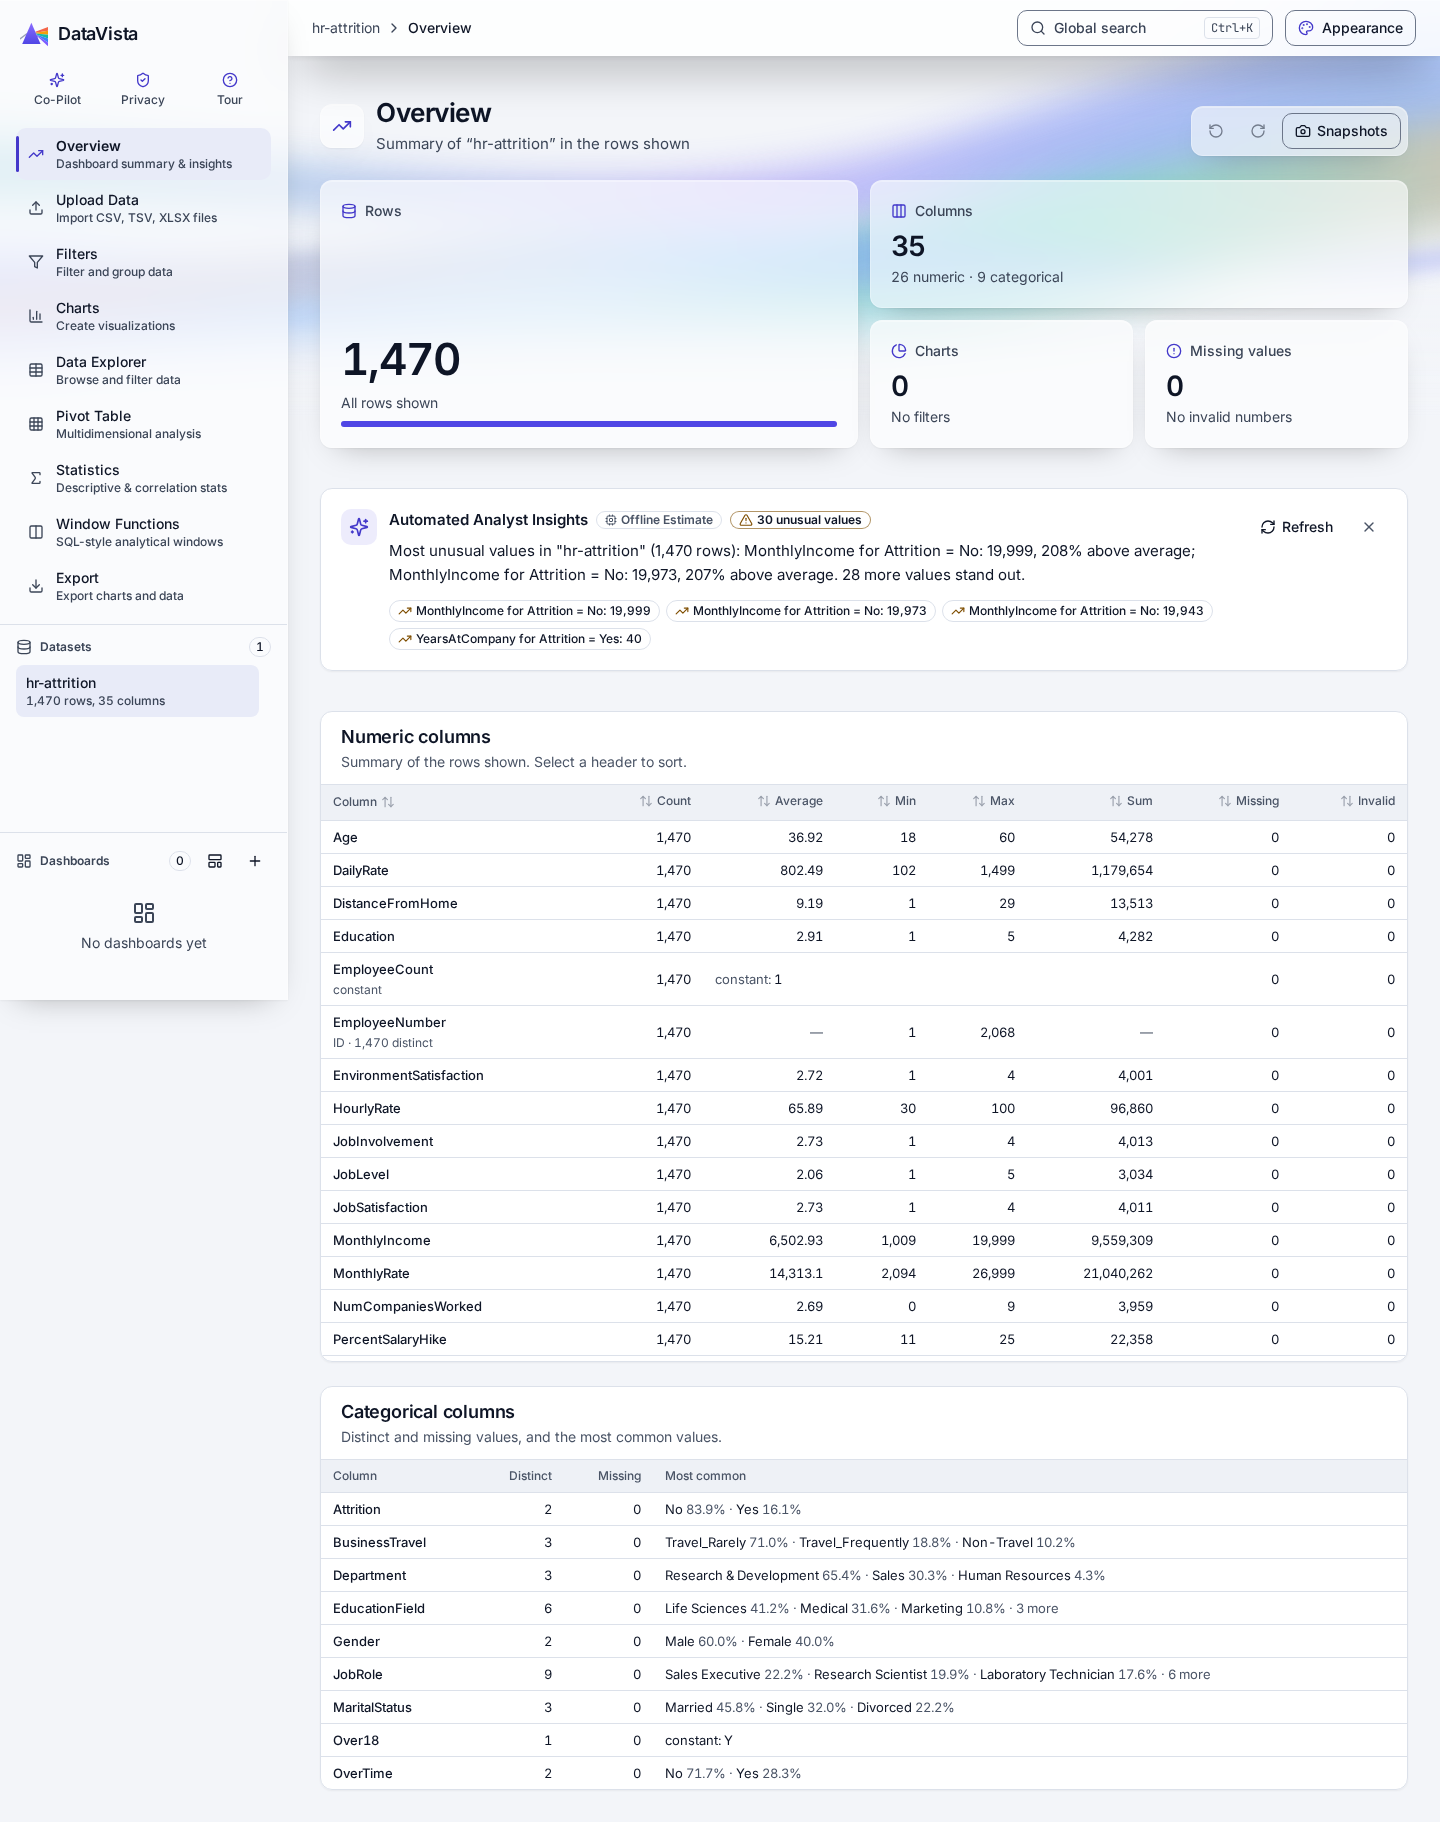 DataVista
Co-Pilot Privacy Tour
Overview
Dashboard summary & insights
Upload Data
Import CSV, TSV, XLSX files
Filters
Filter and group data
Charts
Create visualizations
Data Explorer
Browse and filter data
Pivot Table
Multidimensional analysis
Statistics
Descriptive & correlation stats
Window Functions
SQL-style analytical windows
Export
Export charts and data
Datasets 1
hr-attrition
1,470 rows, 35 columns
Dashboards 0
No dashboards yet
hr-attrition Overview
Global search Ctrl+K
Appearance
Overview
Summary of “hr-attrition” in the rows shown
Snapshots
Rows
1,470
All rows shown
Columns
35
26 numeric · 9 categorical
Charts
0
No filters
Missing values
0
No invalid numbers
Automated Analyst Insights Offline Estimate 30 unusual values
Refresh
Most unusual values in "hr-attrition" (1,470 rows): MonthlyIncome for Attrition = No: 19,999, 208% above average;
MonthlyIncome for Attrition = No: 19,973, 207% above average. 28 more values stand out.
MonthlyIncome for Attrition = No: 19,999 MonthlyIncome for Attrition = No: 19,973 MonthlyIncome for Attrition = No: 19,943
YearsAtCompany for Attrition = Yes: 40
Numeric columns
Summary of the rows shown. Select a header to sort.
Column Count Average Min Max Sum Missing Invalid
Age 1,470 36.92 18 60 54,278 0 0
DailyRate 1,470 802.49 102 1,499 1,179,654 0 0
DistanceFromHome 1,470 9.19 1 29 13,513 0 0
Education 1,470 2.91 1 5 4,282 0 0
EmployeeCount
constant
1,470 constant: 1 0 0
EmployeeNumber
ID · 1,470 distinct
1,470 — 1 2,068 — 0 0
EnvironmentSatisfaction 1,470 2.72 1 4 4,001 0 0
HourlyRate 1,470 65.89 30 100 96,860 0 0
JobInvolvement 1,470 2.73 1 4 4,013 0 0
JobLevel 1,470 2.06 1 5 3,034 0 0
JobSatisfaction 1,470 2.73 1 4 4,011 0 0
MonthlyIncome 1,470 6,502.93 1,009 19,999 9,559,309 0 0
MonthlyRate 1,470 14,313.1 2,094 26,999 21,040,262 0 0
NumCompaniesWorked 1,470 2.69 0 9 3,959 0 0
PercentSalaryHike 1,470 15.21 11 25 22,358 0 0
Categorical columns
Distinct and missing values, and the most common values.
Column Distinct Missing Most common
Attrition 2 0 No 83.9% · Yes 16.1%
BusinessTravel 3 0 Travel_Rarely 71.0% · Travel_Frequently 18.8% · Non-Travel 10.2%
Department 3 0 Research & Development 65.4% · Sales 30.3% · Human Resources 4.3%
EducationField 6 0 Life Sciences 41.2% · Medical 31.6% · Marketing 10.8% · 3 more
Gender 2 0 Male 60.0% · Female 40.0%
JobRole 9 0 Sales Executive 22.2% · Research Scientist 19.9% · Laboratory Technician 17.6% · 6 more
MaritalStatus 3 0 Married 45.8% · Single 32.0% · Divorced 22.2%
Over18 1 0 constant: Y
OverTime 2 0 No 71.7% · Yes 28.3%